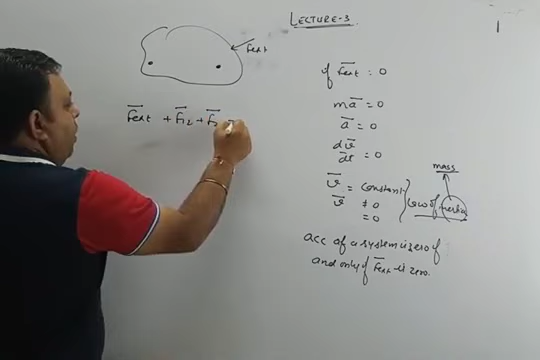 LECTURE-3
1
Fext
Fext + F12 + F2
if Fext = 0
ma = 0
a = 0
dv/dt = 0
v = constant
v ≠ 0
= 0
law of inertia
mass
acc of a system is zero if
and only if Fext is zero.